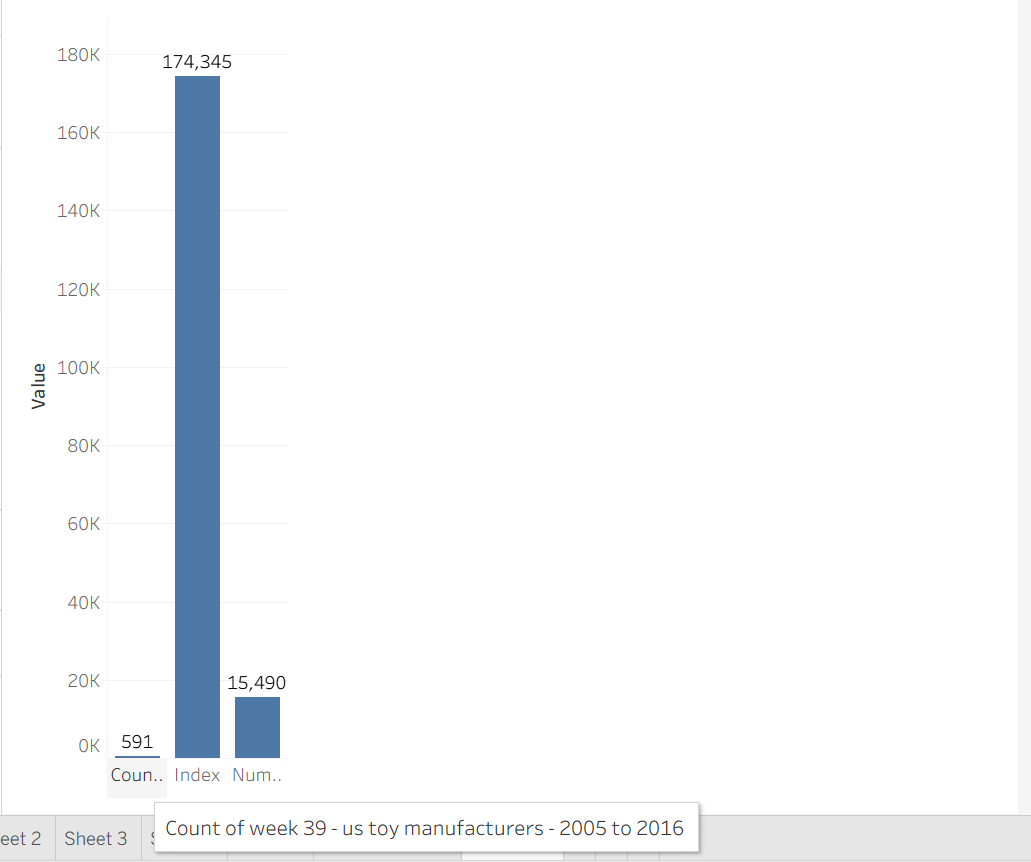 180K
174,345
160K
140K
120K
100K
Value
80K
60K
40K
20K
15,490
0K
591
Coun..
Index
Num..
Count of week 39 - us toy manufacturers - 2005 to 2016
eet 2
Sheet 3